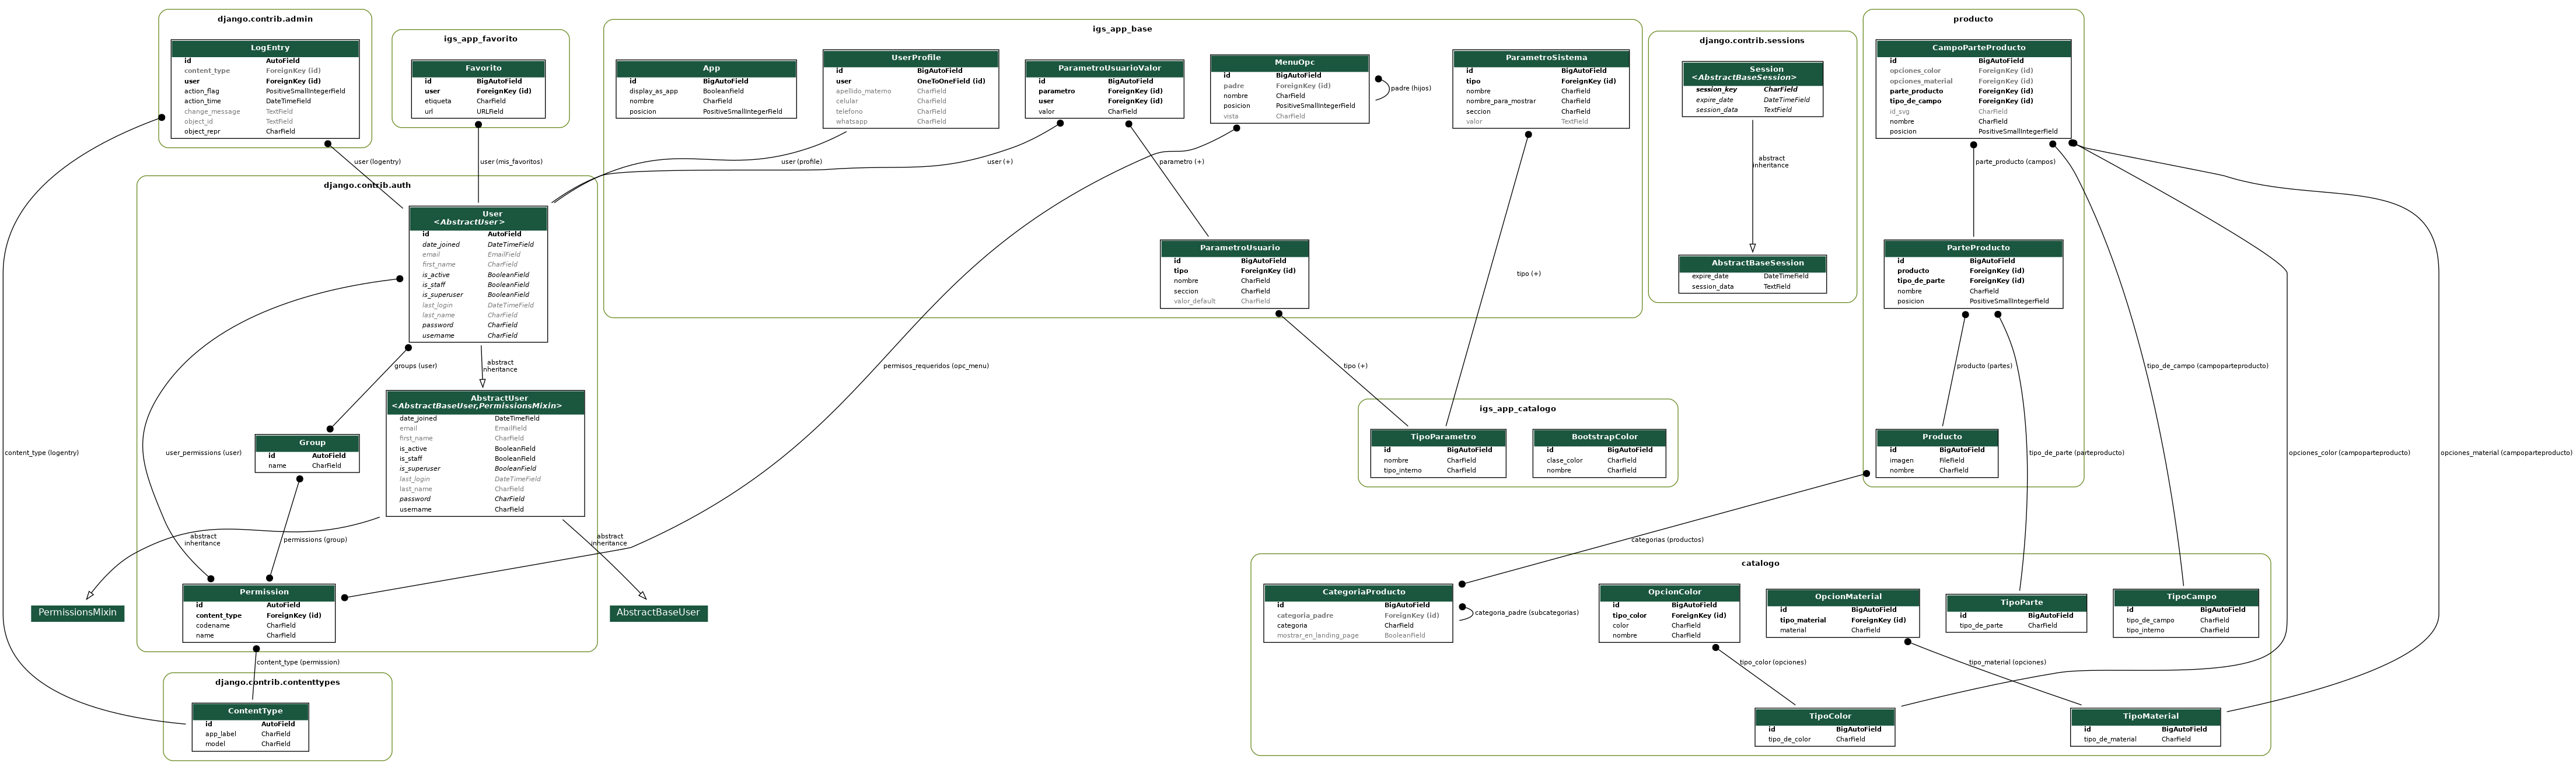 django.contrib.admin
LogEntry
id AutoField
content_type ForeignKey (id)
user ForeignKey (id)
action_flag PositiveSmallIntegerField
action_time DateTimeField
change_message TextField
object_id TextField
object_repr CharField
igs_app_favorito
Favorito
id BigAutoField
user ForeignKey (id)
etiqueta CharField
url URLField
igs_app_base
App
id BigAutoField
display_as_app BooleanField
nombre CharField
posicion PositiveSmallIntegerField
UserProfile
id BigAutoField
user OneToOneField (id)
apellido_materno CharField
celular CharField
telefono CharField
whatsapp CharField
ParametroUsuarioValor
id BigAutoField
parametro ForeignKey (id)
user ForeignKey (id)
valor CharField
MenuOpc
id BigAutoField
padre ForeignKey (id)
nombre CharField
posicion PositiveSmallIntegerField
vista CharField
padre (hijos)
ParametroSistema
id BigAutoField
tipo ForeignKey (id)
nombre CharField
nombre_para_mostrar CharField
seccion CharField
valor TextField
django.contrib.sessions
Session
<AbstractBaseSession>
session_key CharField
expire_date DateTimeField
session_data TextField
producto
CampoParteProducto
id BigAutoField
opciones_color ForeignKey (id)
opciones_material ForeignKey (id)
parte_producto ForeignKey (id)
tipo_de_campo ForeignKey (id)
id_svg CharField
nombre CharField
posicion PositiveSmallIntegerField
user (logentry)
user (mis_favoritos)
user (profile)
user (+)
parametro (+)
abstract
inheritance
parte_producto (campos)
django.contrib.auth
User
<AbstractUser>
id AutoField
date_joined DateTimeField
email EmailField
first_name CharField
is_active BooleanField
is_staff BooleanField
is_superuser BooleanField
last_login DateTimeField
last_name CharField
password CharField
username CharField
ParametroUsuario
id BigAutoField
tipo ForeignKey (id)
nombre CharField
seccion CharField
valor_default CharField
tipo (+)
AbstractBaseSession
expire_date DateTimeField
session_data TextField
ParteProducto
id BigAutoField
producto ForeignKey (id)
tipo_de_parte ForeignKey (id)
nombre CharField
posicion PositiveSmallIntegerField
groups (user)
abstract
inheritance
permisos_requeridos (opc_menu)
tipo (+)
producto (partes)
tipo_de_campo (campoparteproducto)
AbstractUser
<AbstractBaseUser,PermissionsMixin>
date_joined DateTimeField
email EmailField
first_name CharField
is_active BooleanField
is_staff BooleanField
is_superuser BooleanField
last_login DateTimeField
last_name CharField
password CharField
username CharField
Group
id AutoField
name CharField
content_type (logentry)
user_permissions (user)
igs_app_catalogo
TipoParametro
id BigAutoField
nombre CharField
tipo_interno CharField
BootstrapColor
id BigAutoField
clase_color CharField
nombre CharField
Producto
id BigAutoField
imagen FileField
nombre CharField
tipo_de_parte (parteproducto)
opciones_color (campoparteproducto)
opciones_material (campoparteproducto)
abstract
inheritance
permissions (group)
abstract
inheritance
categorias (productos)
PermissionsMixin
Permission
id AutoField
content_type ForeignKey (id)
codename CharField
name CharField
AbstractBaseUser
catalogo
CategoriaProducto
id BigAutoField
categoria_padre ForeignKey (id)
categoria CharField
mostrar_en_landing_page BooleanField
categoria_padre (subcategorias)
OpcionColor
id BigAutoField
tipo_color ForeignKey (id)
color CharField
nombre CharField
OpcionMaterial
id BigAutoField
tipo_material ForeignKey (id)
material CharField
TipoParte
id BigAutoField
tipo_de_parte CharField
TipoCampo
id BigAutoField
tipo_de_campo CharField
tipo_interno CharField
content_type (permission)
tipo_color (opciones)
tipo_material (opciones)
django.contrib.contenttypes
ContentType
id AutoField
app_label CharField
model CharField
TipoColor
id BigAutoField
tipo_de_color CharField
TipoMaterial
id BigAutoField
tipo_de_material CharField